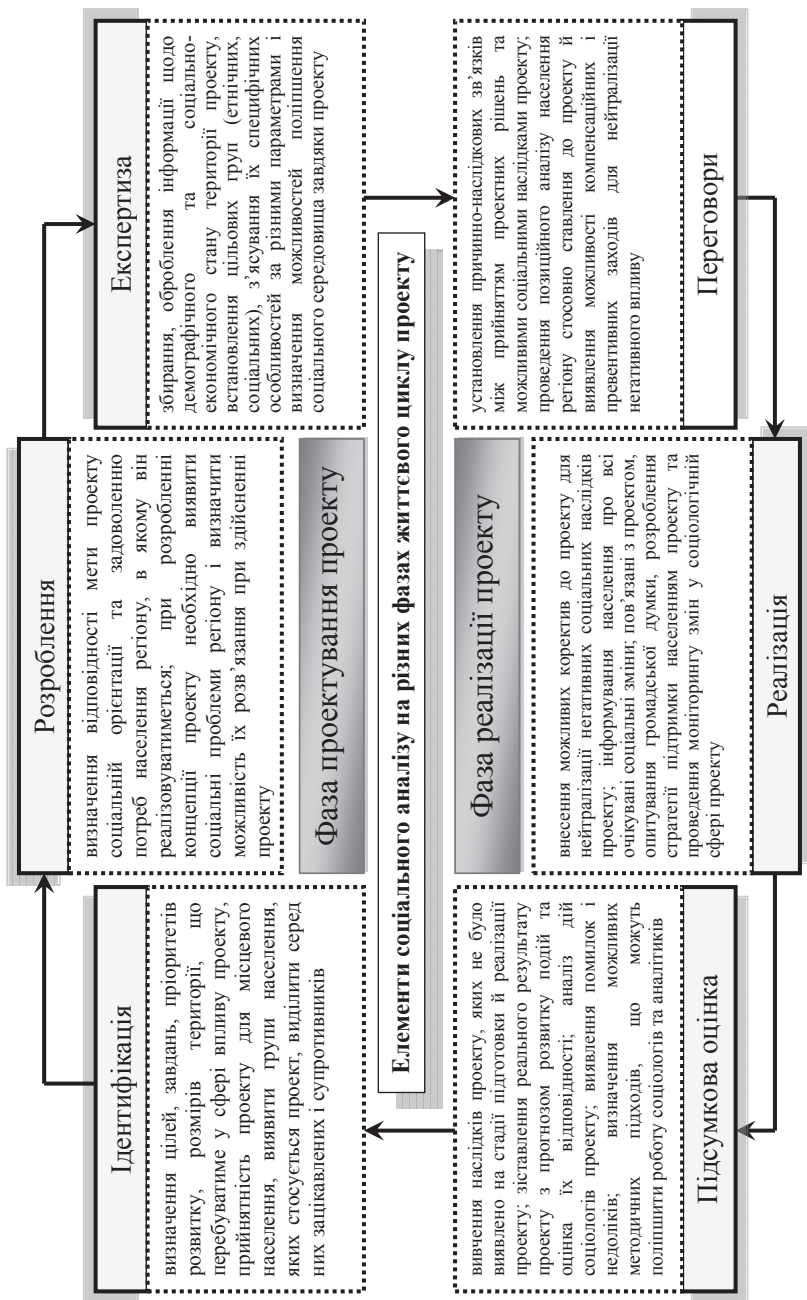 Ідентифікація
визначення цілей, завдань, пріоритетів
розвитку, розмірів території, що
перебуватиме у сфері впливу проекту,
прийнятність проекту для місцевого
населення, виявити групи населення,
яких стосується проект, виділити серед
них зацікавлених і супротивників
Розроблення
визначення відповідності мети проекту
соціальній орієнтації та задоволенню
потреб населення регіону, в якому він
реалізовуватиметься; при розробленні
концепції проекту необхідно виявити
соціальні проблеми регіону і визначити
можливість їх розв'язання при здійсненні
проекту
Експертиза
збирання, оброблення інформації щодо
демографічного та соціально-
економічного стану території проекту,
встановлення цільових груп (етнічних,
соціальних), з'ясування їх специфічних
особливостей за різними параметрами і
визначення можливостей поліпшення
соціального середовища завдяки проекту
Фаза проектування проекту
Елементи соціального аналізу на різних фазах життєвого циклу проекту
Фаза реалізації проекту
вивчення наслідків проекту, яких не було
виявлено на стадії підготовки й реалізації
проекту; зіставлення реального результату
проекту з прогнозом розвитку подій та
оцінка їх відповідності; аналіз дій
соціологів проекту; виявлення помилок і
недоліків, визначення можливих
методичних підходів, що можуть
поліпшити роботу соціологів та аналітиків
Підсумкова оцінка
внесення можливих коректив до проекту для
нейтралізації негативних соціальних наслідків
проекту; інформування населення про всі
очікувані соціальні зміни; пов'язані з проектом,
опитування громадської думки, розроблення
стратегії підтримки населенням проекту та
проведення моніторингу змін у соціологічній
сфері проекту
Реалізація
установлення причинно-наслідкових зв'язків
між прийняттям проектних рішень та
можливими соціальними наслідками проекту;
проведення позиційного аналізу населення
регіону стосовно ставлення до проекту й
виявлення можливості компенсаційних і
превентивних заходів для нейтралізації
негативного впливу
Переговори